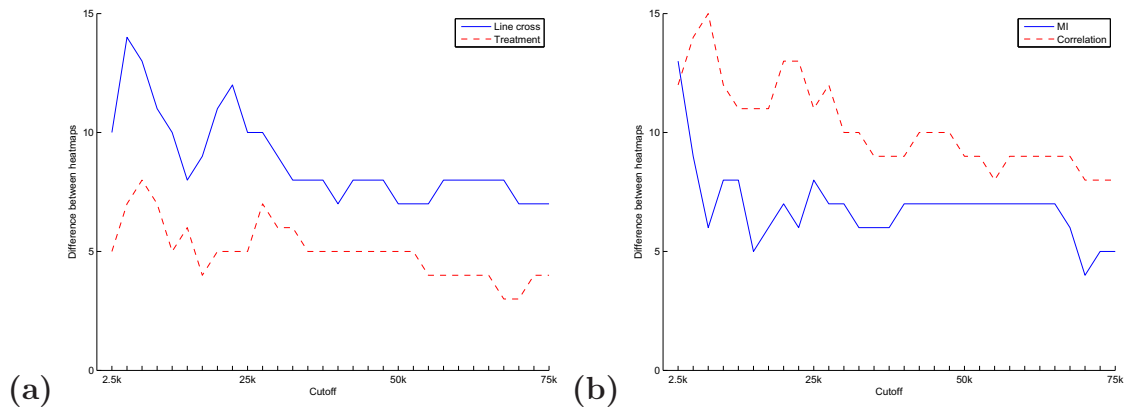 15
10
5
0
Difference between heatmaps
2.5k
25k
50k
75k
Cutoff
Line cross
Treatment
(a)
15
10
5
0
Difference between heatmaps
2.5k
25k
50k
75k
Cutoff
MI
Correlation
(b)